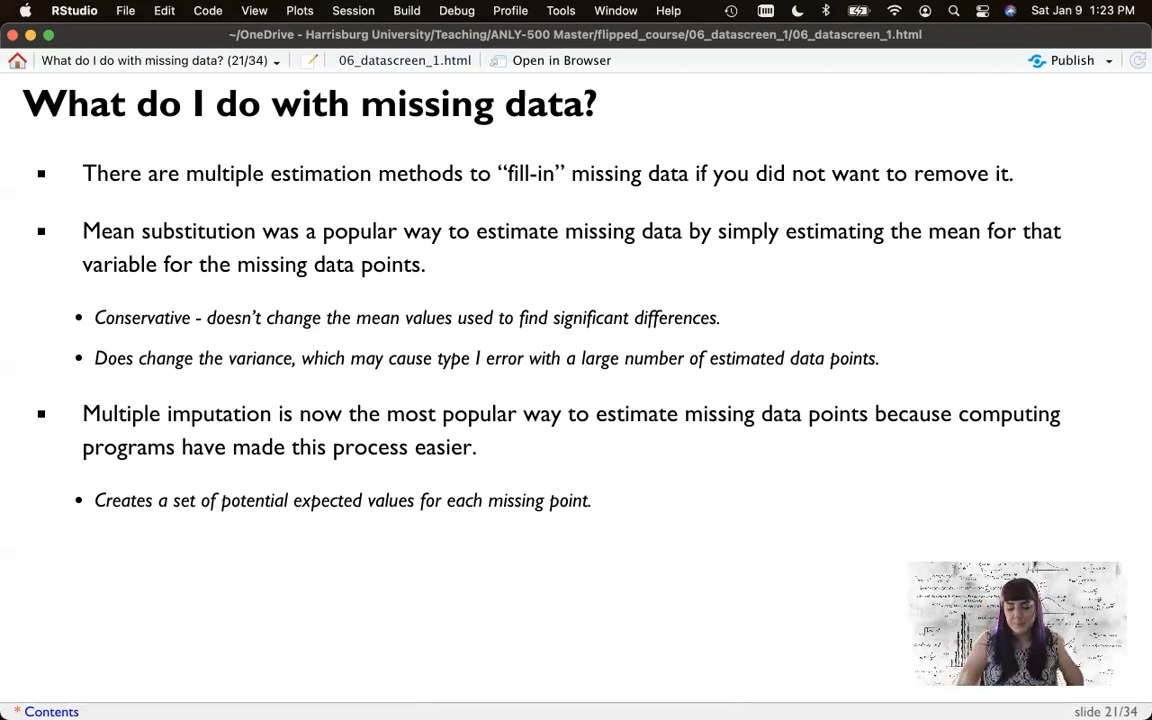 RStudio File Edit Code View Plots Session Build Debug Profile Tools Window Help Sat Jan 9 1:23 PM
~/OneDrive - Harrisburg University/Teaching/ANLY-500 Master/flipped_course/06_datascreen_1/06_datascreen_1.html
What do I do with missing data? (21/34) 06_datascreen_1.html Open in Browser Publish
What do I do with missing data?
There are multiple estimation methods to “fill-in” missing data if you did not want to remove it.
Mean substitution was a popular way to estimate missing data by simply estimating the mean for that
variable for the missing data points.
Conservative - doesn’t change the mean values used to find significant differences.
Does change the variance, which may cause type I error with a large number of estimated data points.
Multiple imputation is now the most popular way to estimate missing data points because computing
programs have made this process easier.
Creates a set of potential expected values for each missing point.
* Contents slide 21/34